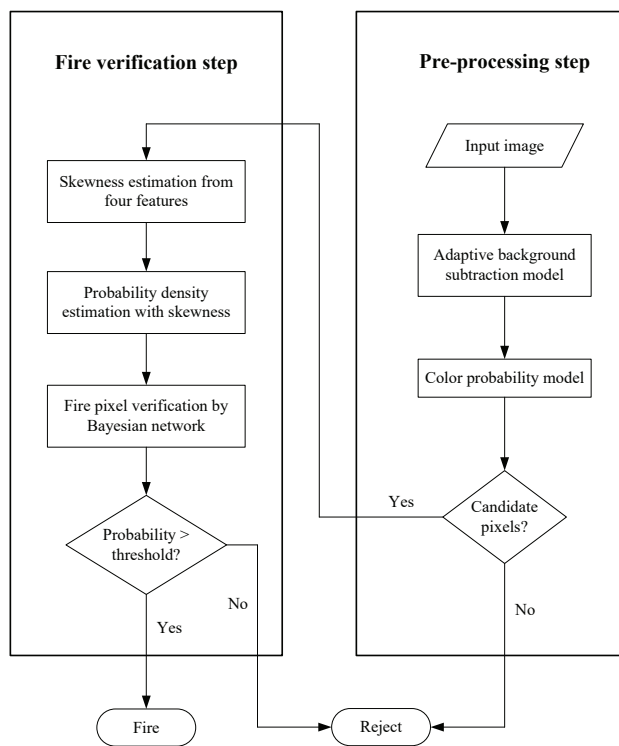 Fire verification step
Skewness estimation from
four features
Probability density
estimation with skewness
Fire pixel verification by
Bayesian network
Probability >
threshold?
No
Yes
Fire
Pre-processing step
Input image
Adaptive background
subtraction model
Color probability model
Candidate
pixels?
Yes
No
Reject